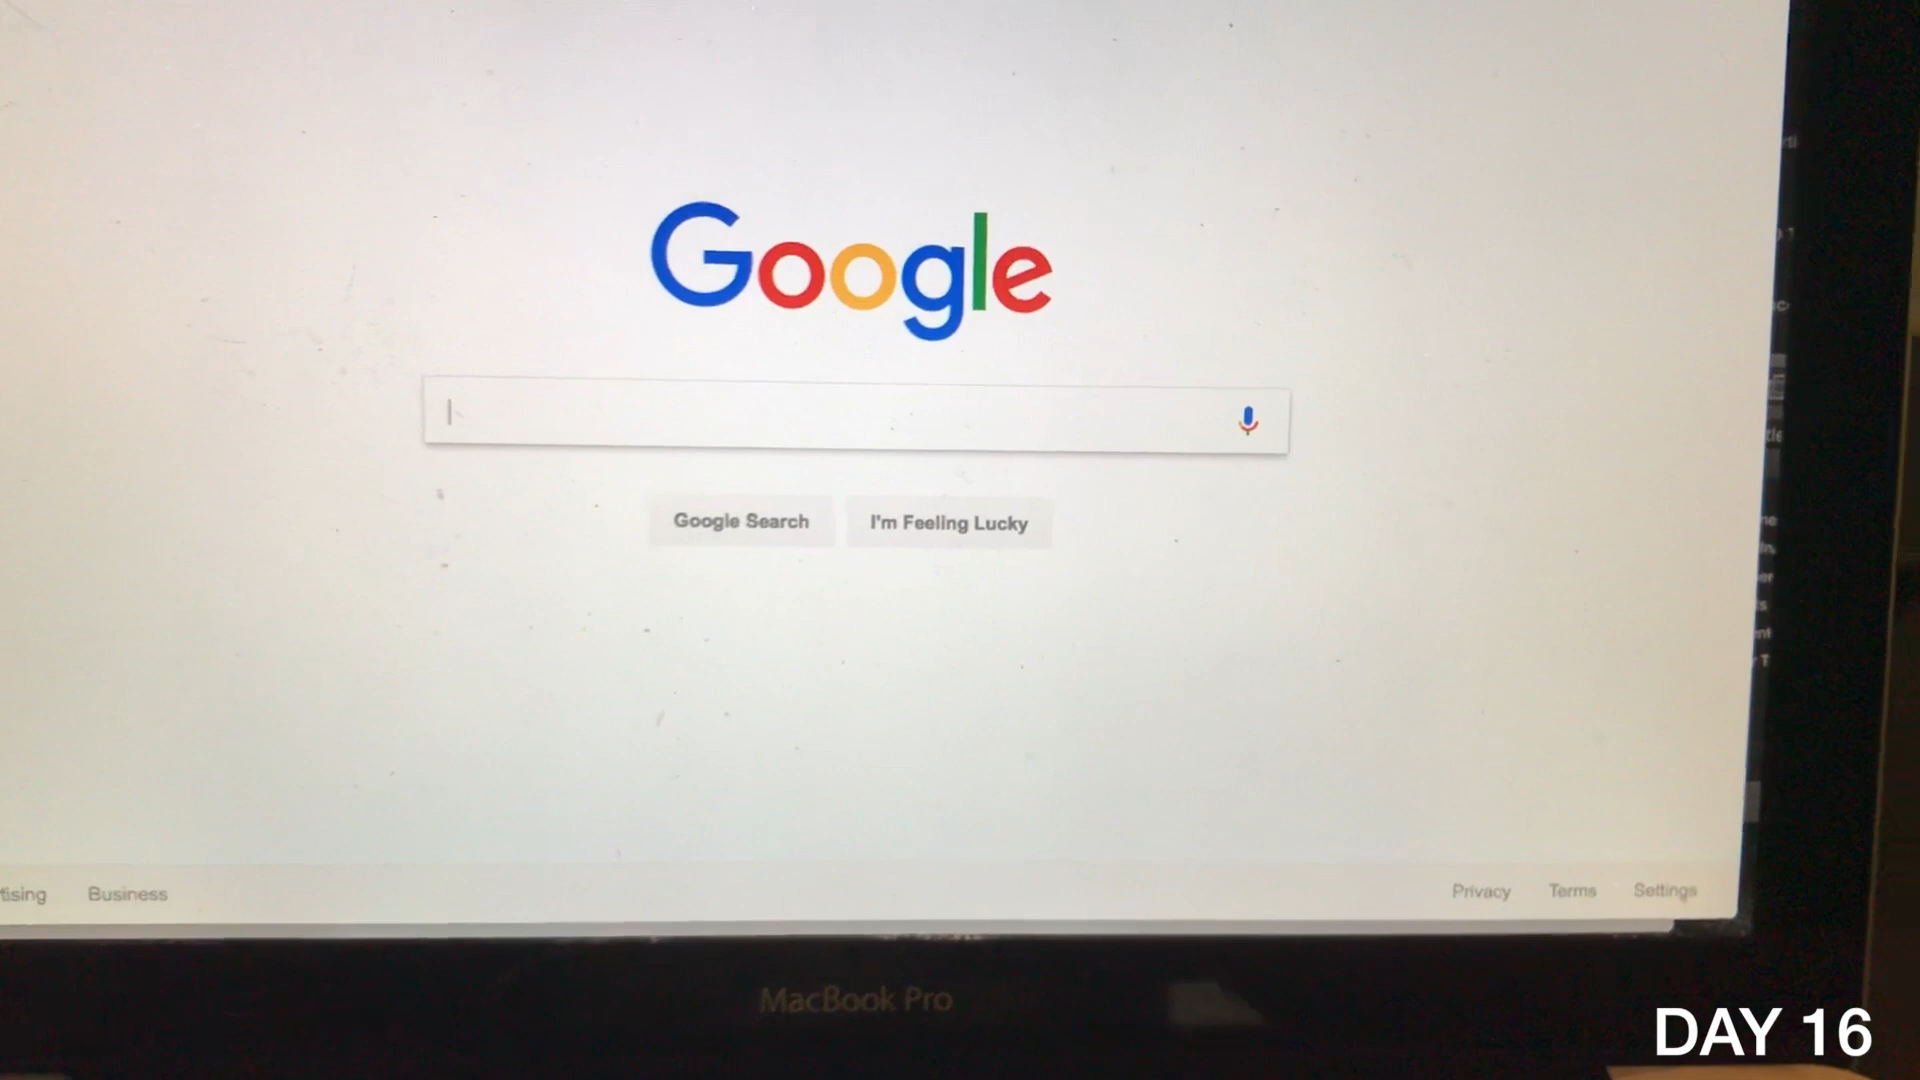 Google
Google Search
I'm Feeling Lucky
tising
Business
Privacy
Terms
Settings
MacBook Pro
DAY 16